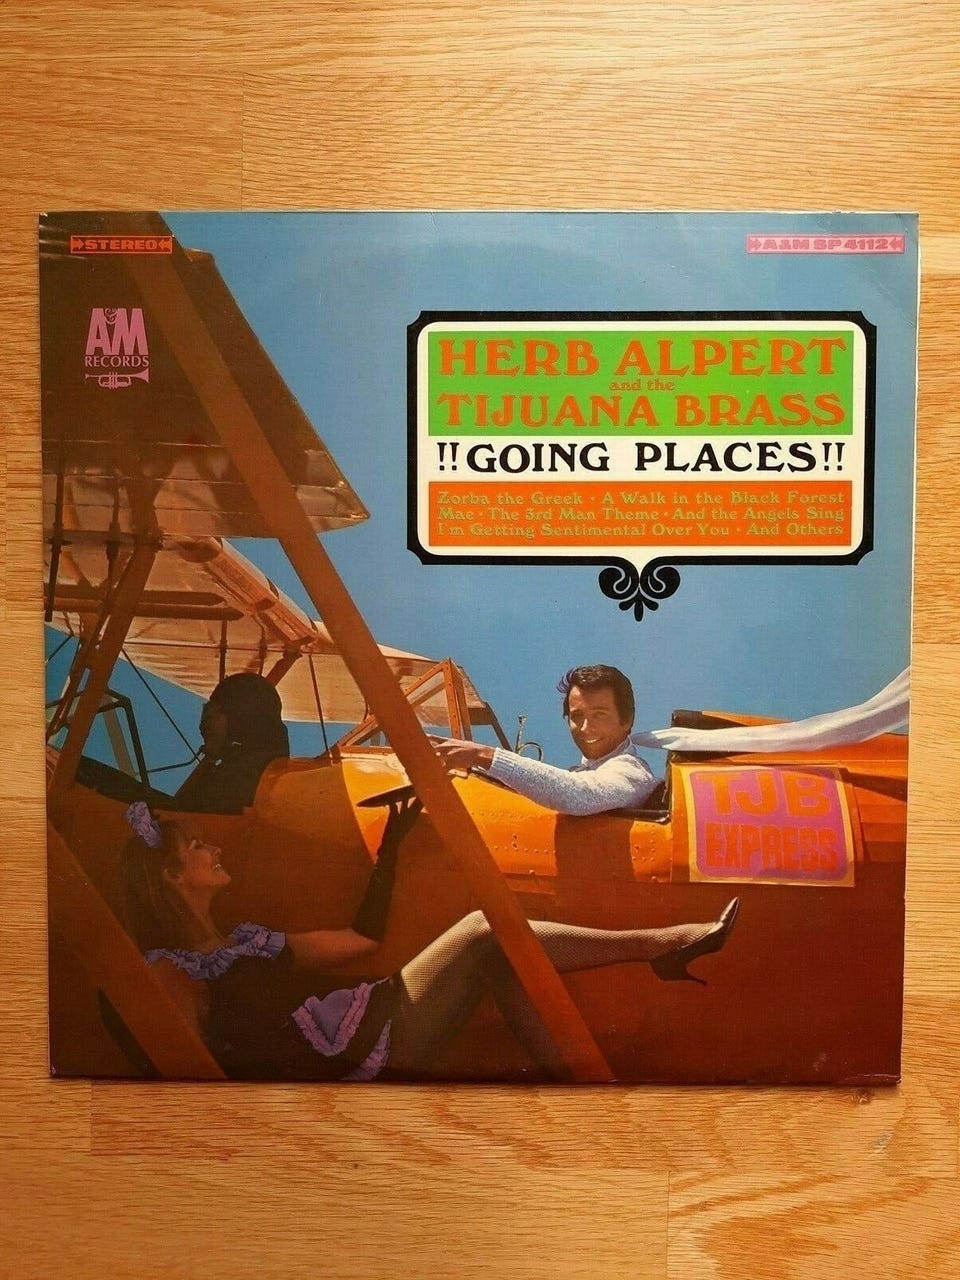 STEREO
A&M SP 4112
A&M
RECORDS
HERB ALPERT
and the
TIJUANA BRASS
!!GOING PLACES!!
Zorba the Greek · A Walk in the Black Forest
Mae · The 3rd Man Theme · And the Angels Sing
I'm Getting Sentimental Over You · And Others
TJB
EXPRESS